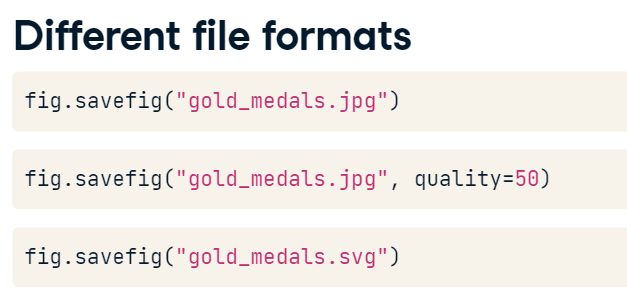 Different file formats
fig.savefig("gold_medals.jpg")
fig.savefig("gold_medals.jpg", quality=50)
fig.savefig("gold_medals.svg")